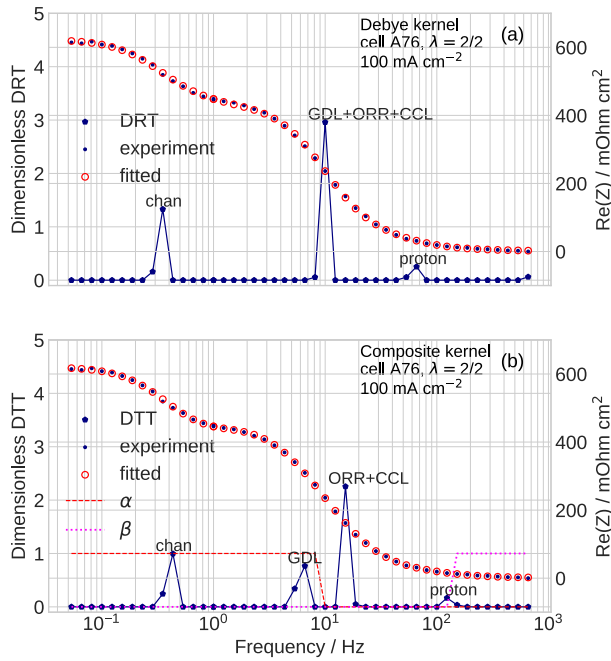 Debye kernel (a)
cell A76, λ = 2/2
100 mA cm⁻²
GDL+ORR+CCL
chan
proton
DRT
experiment
fitted
Dimensionless DRT
5
4
3
2
1
0
Re(Z) / mOhm cm²
600
400
200
0
Composite kernel (b)
cell A76, λ = 2/2
100 mA cm⁻²
ORR+CCL
chan
GDL
proton
DTT
experiment
fitted
α
β
Dimensionless DTT
5
4
3
2
1
0
Re(Z) / mOhm cm²
600
400
200
0
10⁻¹ 10⁰ 10¹ 10² 10³
Frequency / Hz